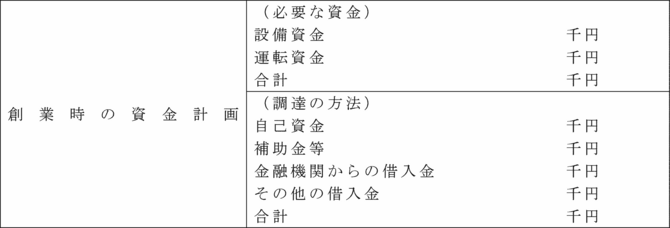 創業時の資金計画
（必要な資金）
設備資金 千円
運転資金 千円
合計 千円
（調達の方法）
自己資金 千円
補助金等 千円
金融機関からの借入金 千円
その他の借入金 千円
合計 千円